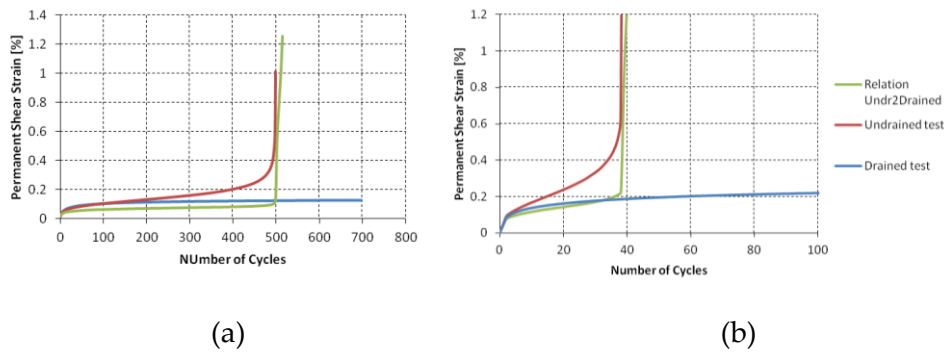 1.4
1.2
1
0.8
0.6
0.4
0.2
0
Permanent Shear Strain [%]
0 100 200 300 400 500 600 700 800
NUmber of Cycles
(a)
1.2
1
0.8
0.6
0.4
0.2
0
Permanent Shear Strain [%]
0 20 40 60 80 100
Number of Cycles
(b)
Relation
Undr2Drained
Undrained test
Drained test